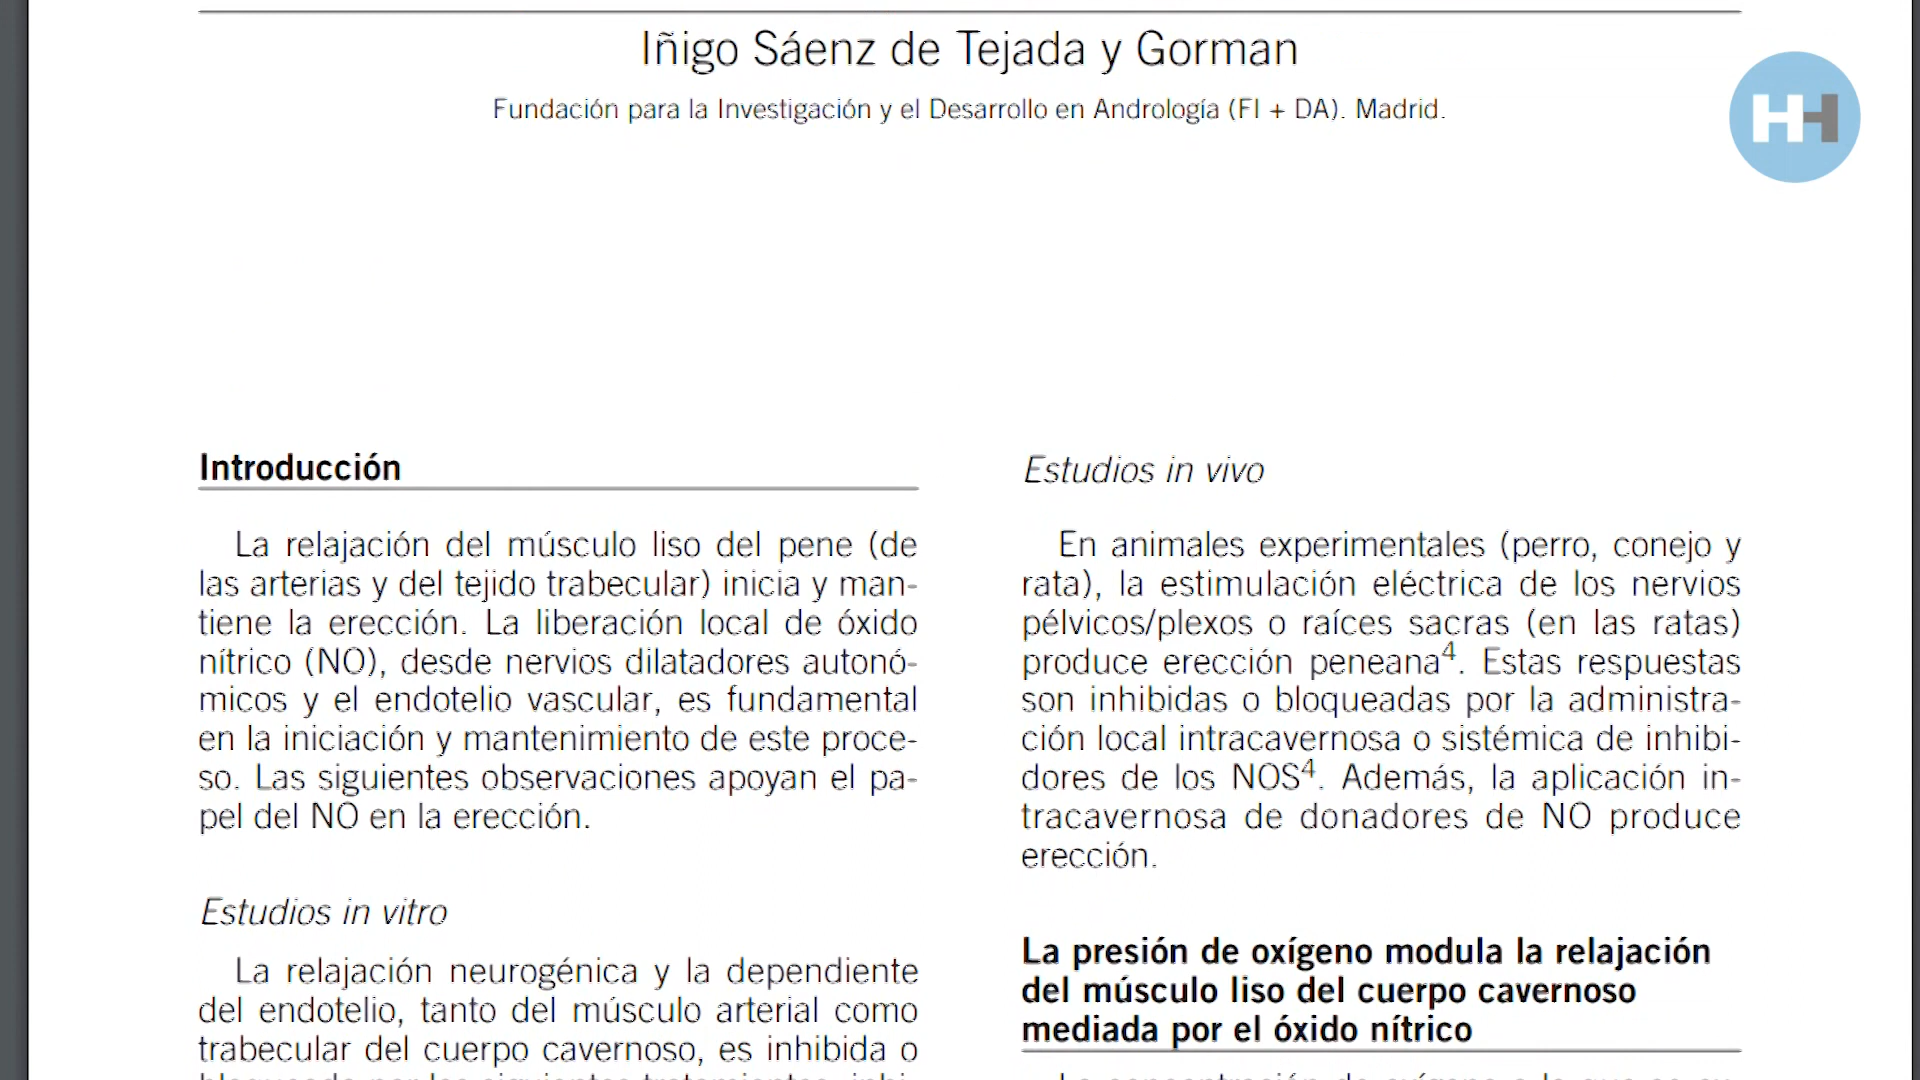 Iñigo Sáenz de Tejada y Gorman
Fundación para la Investigación y el Desarrollo en Andrología (FI + DA). Madrid.
HH
Introducción
La relajación del músculo liso del pene (de
las arterias y del tejido trabecular) inicia y man-
tiene la erección. La liberación local de óxido
nítrico (NO), desde nervios dilatadores autonó-
micos y el endotelio vascular, es fundamental
en la iniciación y mantenimiento de este proce-
so. Las siguientes observaciones apoyan el pa-
pel del NO en la erección.
Estudios in vitro
La relajación neurogénica y la dependiente
del endotelio, tanto del músculo arterial como
trabecular del cuerpo cavernoso, es inhibida o
Estudios in vivo
En animales experimentales (perro, conejo y
rata), la estimulación eléctrica de los nervios
pélvicos/plexos o raíces sacras (en las ratas)
produce erección peneana4. Estas respuestas
son inhibidas o bloqueadas por la administra-
ción local intracavernosa o sistémica de inhibi-
dores de los NOS4. Además, la aplicación in-
tracavernosa de donadores de NO produce
erección.
La presión de oxígeno modula la relajación
del músculo liso del cuerpo cavernoso
mediada por el óxido nítrico